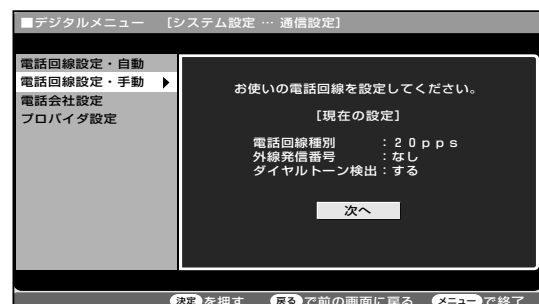 ■デジタルメニュー　[システム設定 … 通信設定]
電話回線設定・自動
電話回線設定・手動
電話会社設定
プロバイダ設定
お使いの電話回線を設定してください。
[現在の設定]
電話回線種別　：２０ｐｐｓ
外線発信番号　：なし
ダイヤルトーン検出：する
次へ
決定 を押す　戻る で前の画面に戻る　メニュー で終了